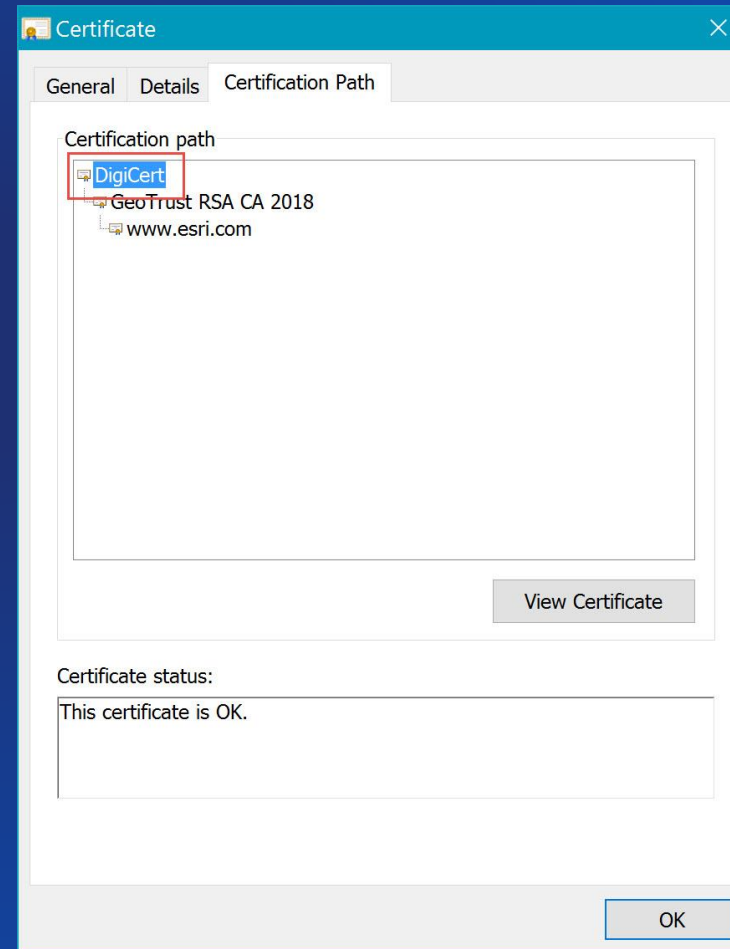 Certificate
General Details Certification Path
Certification path
DigiCert
GeoTrust RSA CA 2018
www.esri.com
View Certificate
Certificate status:
This certificate is OK.
OK